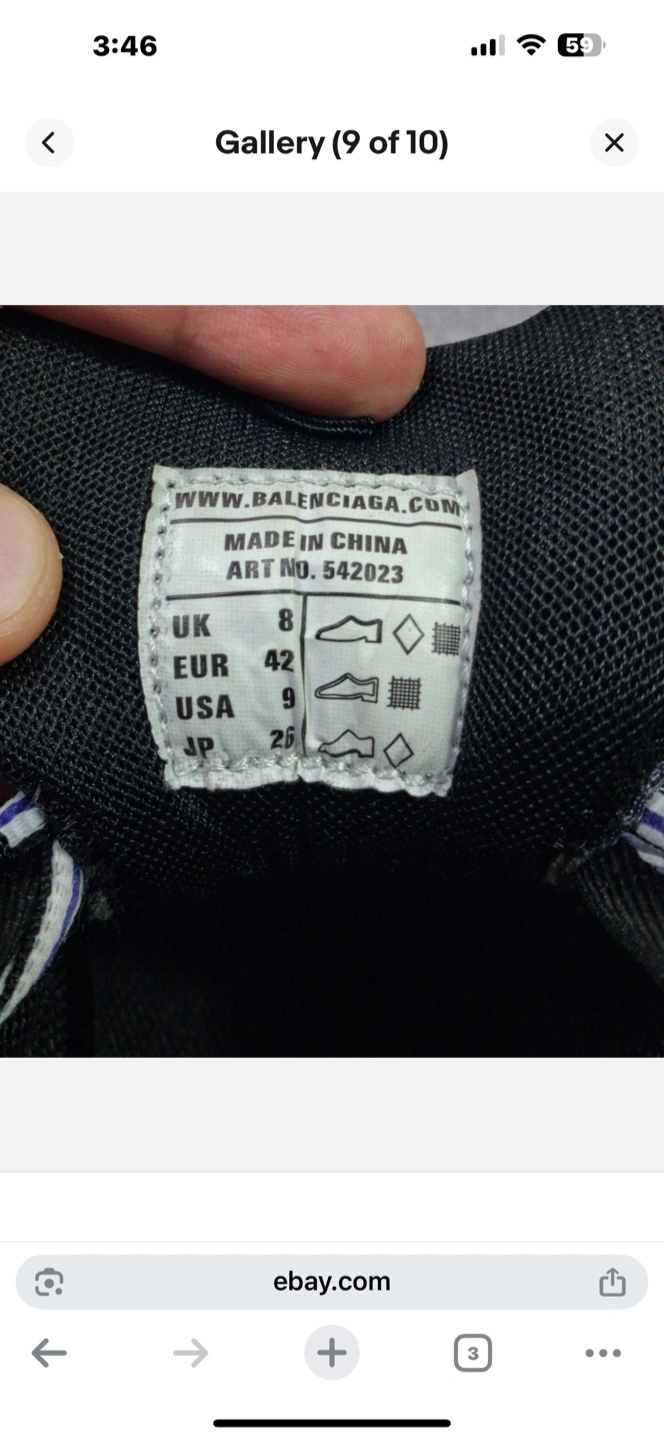 3:46
59
Gallery (9 of 10)
WWW.BALENCIAGA.COM
MADE IN CHINA
ART NO. 542023
UK 8
EUR 42
USA 9
JP 26
ebay.com
3